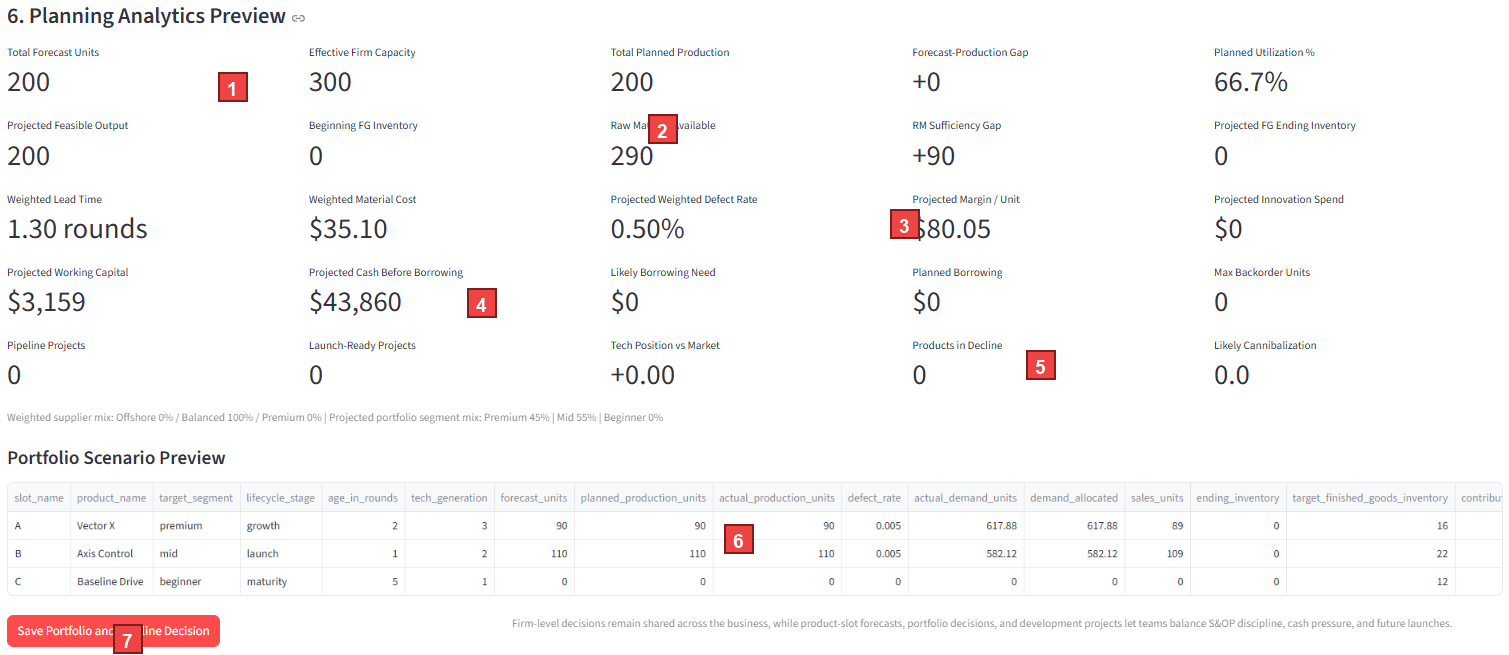 6. Planning Analytics Preview
Total Forecast Units Effective Firm Capacity Total Planned Production Forecast-Production Gap Planned Utilization %
200 300 200 +0 66.7%
1
Projected Feasible Output Beginning FG Inventory Raw Ma vailable RM Sufficiency Gap Projected FG Ending Inventory
2
200 0 290 +90 0
Weighted Lead Time Weighted Material Cost Projected Weighted Defect Rate Projected Margin / Unit Projected Innovation Spend
1.30 rounds $35.10 0.50% $80.05 $0
3
Projected Working Capital Projected Cash Before Borrowing Likely Borrowing Need Planned Borrowing Max Backorder Units
$3,159 $43,860 $0 $0 0
4
Pipeline Projects Launch-Ready Projects Tech Position vs Market Products in Decline Likely Cannibalization
0 0 +0.00 0 0.0
5
Weighted supplier mix: Offshore 0% / Balanced 100% / Premium 0% | Projected portfolio segment mix: Premium 45% | Mid 55% | Beginner 0%
Portfolio Scenario Preview
slot_name product_name target_segment lifecycle_stage age_in_rounds tech_generation forecast_units planned_production_units actual_production_units defect_rate actual_demand_units demand_allocated sales_units ending_inventory target_finished_goods_inventory contribu
A Vector X premium growth 2 3 90 90 90 0.005 617.88 617.88 89 0 16
6
B Axis Control mid launch 1 2 110 110 110 0.005 582.12 582.12 109 0 22
C Baseline Drive beginner maturity 5 1 0 0 0 0 0 0 0 0 12
Save Portfolio and line Decision
7
Firm-level decisions remain shared across the business, while product-slot forecasts, portfolio decisions, and development projects let teams balance S&OP discipline, cash pressure, and future launches.